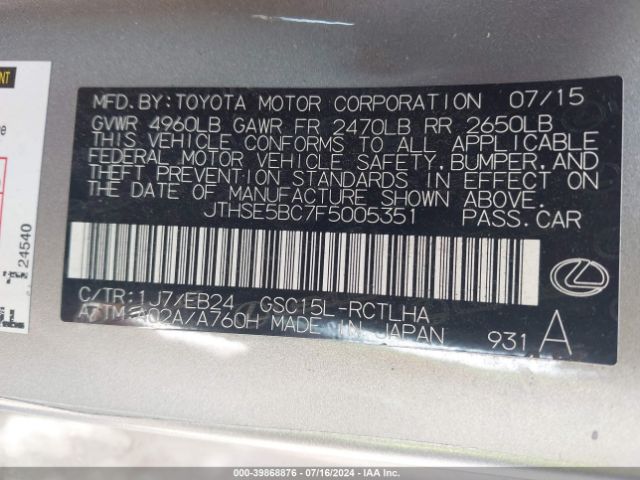 MFD.BY:TOYOTA MOTOR CORPORATION 07/15
GVWR 4960LB GAWR FR 2470LB RR 2650LB
THIS VEHICLE CONFORMS TO ALL APPLICABLE
FEDERAL MOTOR VEHICLE SAFETY,BUMPER,AND
THEFT PREVENTION STANDARDS IN EFFECT ON
THE DATE OF MANUFACTURE SHOWN ABOVE.
JTHSE5BC7F5005351 PASS.CAR
C/TR:1J7/EB24 GSC15L-RCTLHA
A/TM: A02A/A760H MADE IN JAPAN
931 A
24540
000-39868876 / 07/16/2024 - IAA Inc.